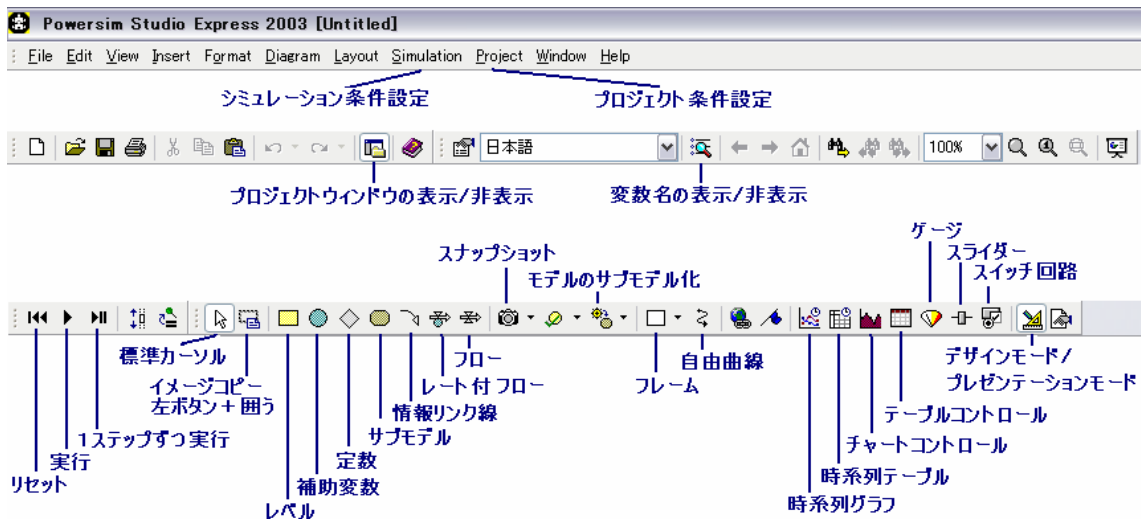 Powersim Studio Express 2003 [Untitled]
File Edit View Insert Format Diagram Layout Simulation Project Window Help
シミュレーション条件設定
プロジェクト条件設定
日本語
100%
プロジェクトウィンドウの表示/非表示
変数名の表示/非表示
ゲージ
スナップショット
スライダー
モデルのサブモデル化
スイッチ回路
標準カーソル
フロー
自由曲線
デザインモード/
プレゼンテーションモード
イメージコピー
左ボタン+囲う
レート付フロー
フレーム
情報リンク線
テーブルコントロール
1ステップずつ実行
サブモデル
チャートコントロール
実行
定数
時系列テーブル
リセット
補助変数
時系列グラフ
レベル